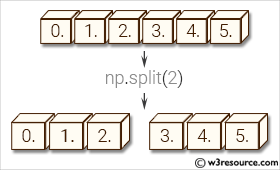 0. 1. 2. 3. 4. 5.
np.split(2)
0. 1. 2. 3. 4. 5.
© w3resource.com